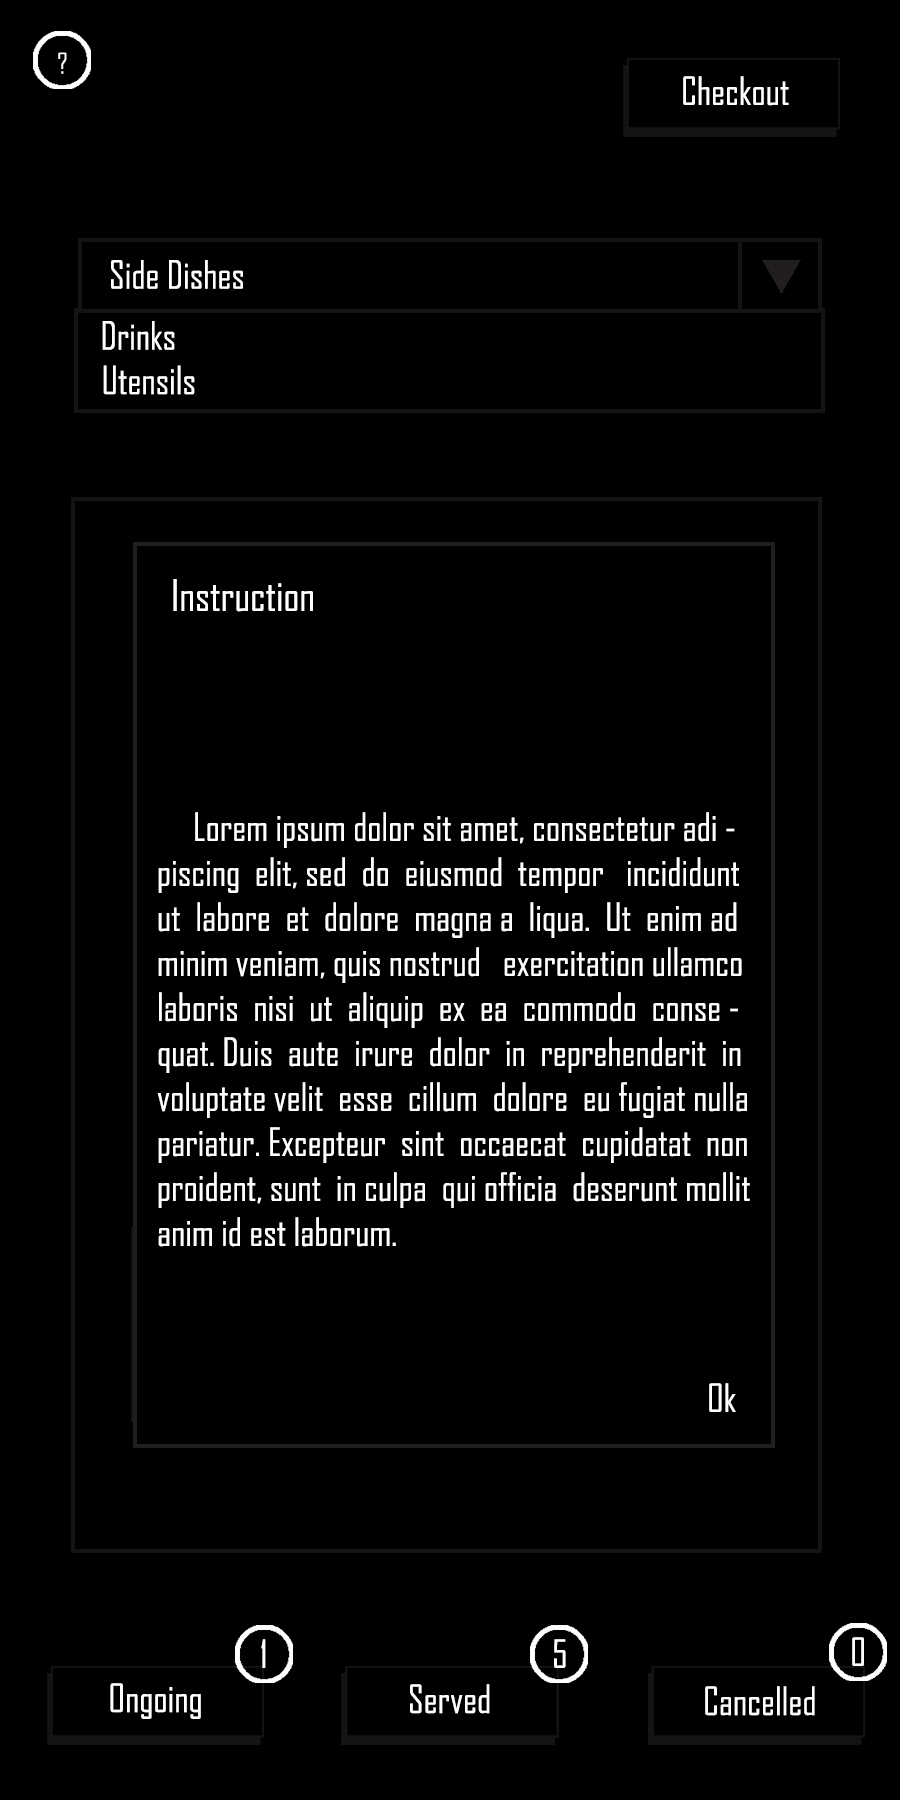 ?
Checkout
Side Dishes
Drinks
Utensils
Instruction
Lorem ipsum dolor sit amet, consectetur adi -
piscing elit, sed do eiusmod tempor incididunt
ut labore et dolore magna a liqua. Ut enim ad
minim veniam, quis nostrud exercitation ullamco
laboris nisi ut aliquip ex ea commodo conse -
quat. Duis aute irure dolor in reprehenderit in
voluptate velit esse cillum dolore eu fugiat nulla
pariatur. Excepteur sint occaecat cupidatat non
proident, sunt in culpa qui officia deserunt mollit
anim id est laborum.
Ok
1
Ongoing
5
Served
0
Cancelled